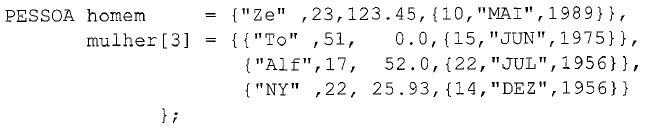 PESSOA homem      = {"Ze" ,23,123.45,{10,"MAI",1989}},
       mulher[3] = {{"To" ,51,   0.0,{15,"JUN",1975}},
                    {"Alf",17,  52.0,{22,"JUL",1956}},
                    {"NY" ,22, 25.93,{14,"DEZ",1956}}
             };